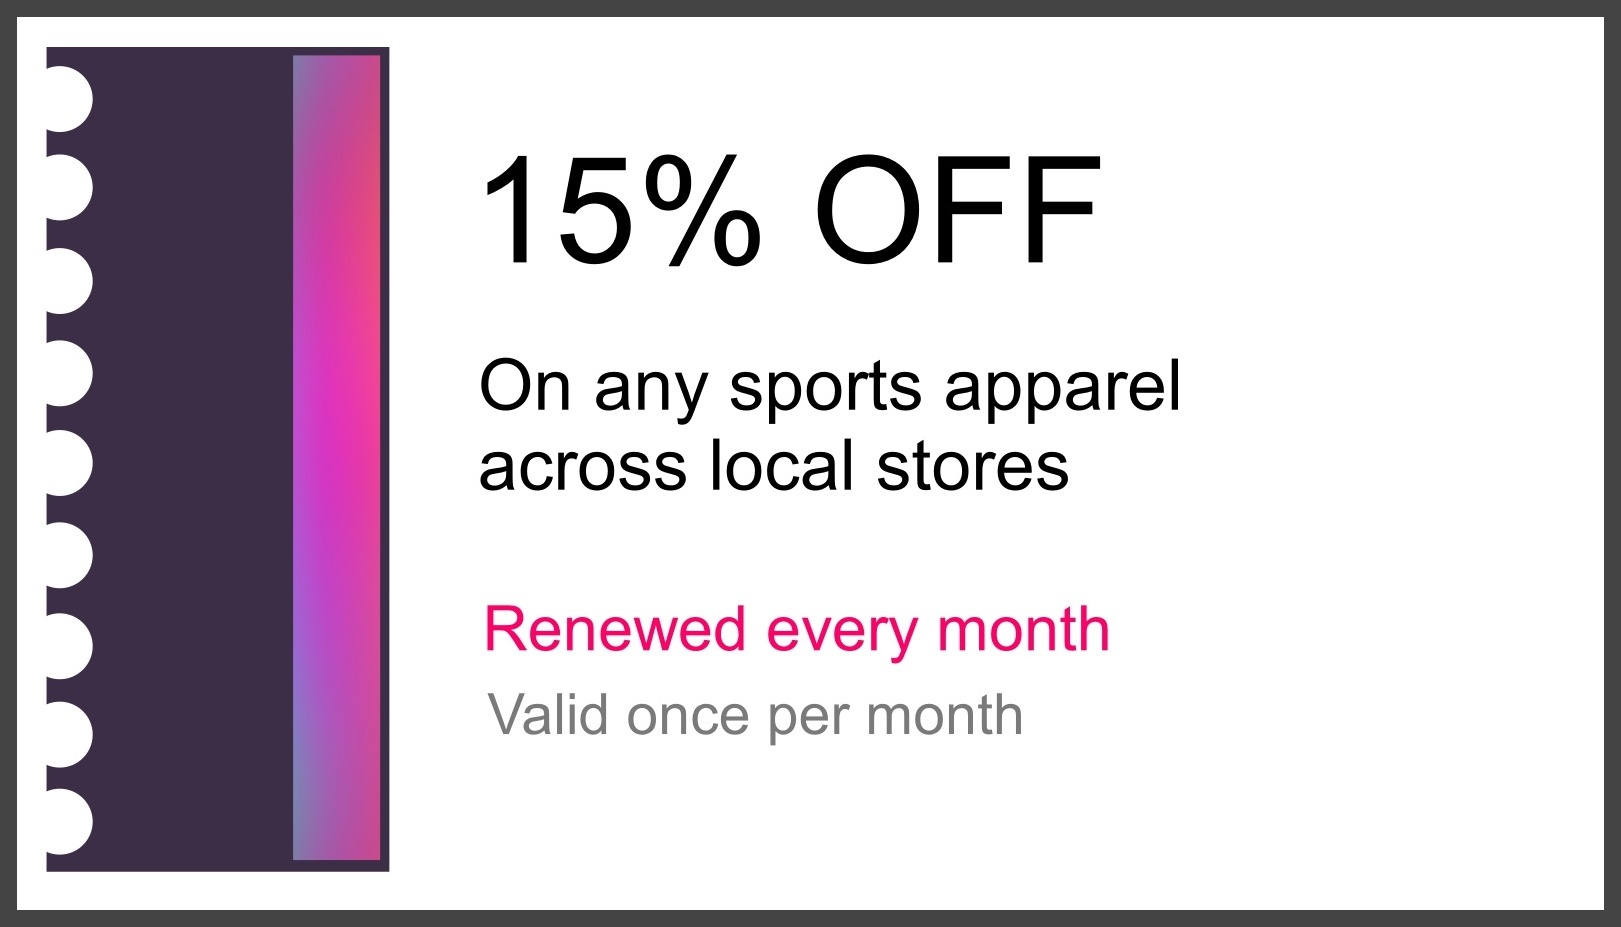 15% OFF
On any sports apparel
across local stores
Renewed every month
Valid once per month